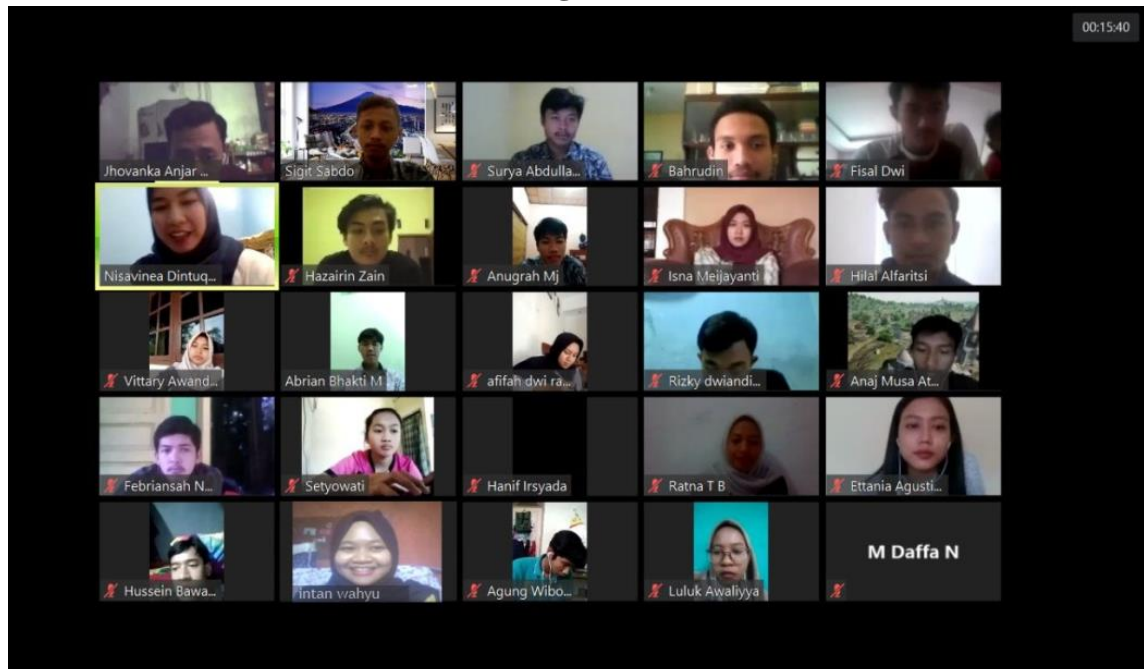 00:15:40
Jhovanka Anjar ...
Sigit Sabdo
Surya Abdulla...
Bahrudin
Fisal Dwi
Nisavinea Dintuq...
Hazairin Zain
Anugrah Mj
Isna Meijayanti
Hilal Alfaritsi
Vittary Awand...
Abrian Bhakti M
afifah dwi ra...
Rizky dwiandi...
Anaj Musa At...
Febriansah N...
Setyowati
Hanif Irsyada
Ratna T B
Ettania Agusti...
Hussein Bawa...
intan wahyu
Agung Wibo...
Luluk Awaliyya
M Daffa N